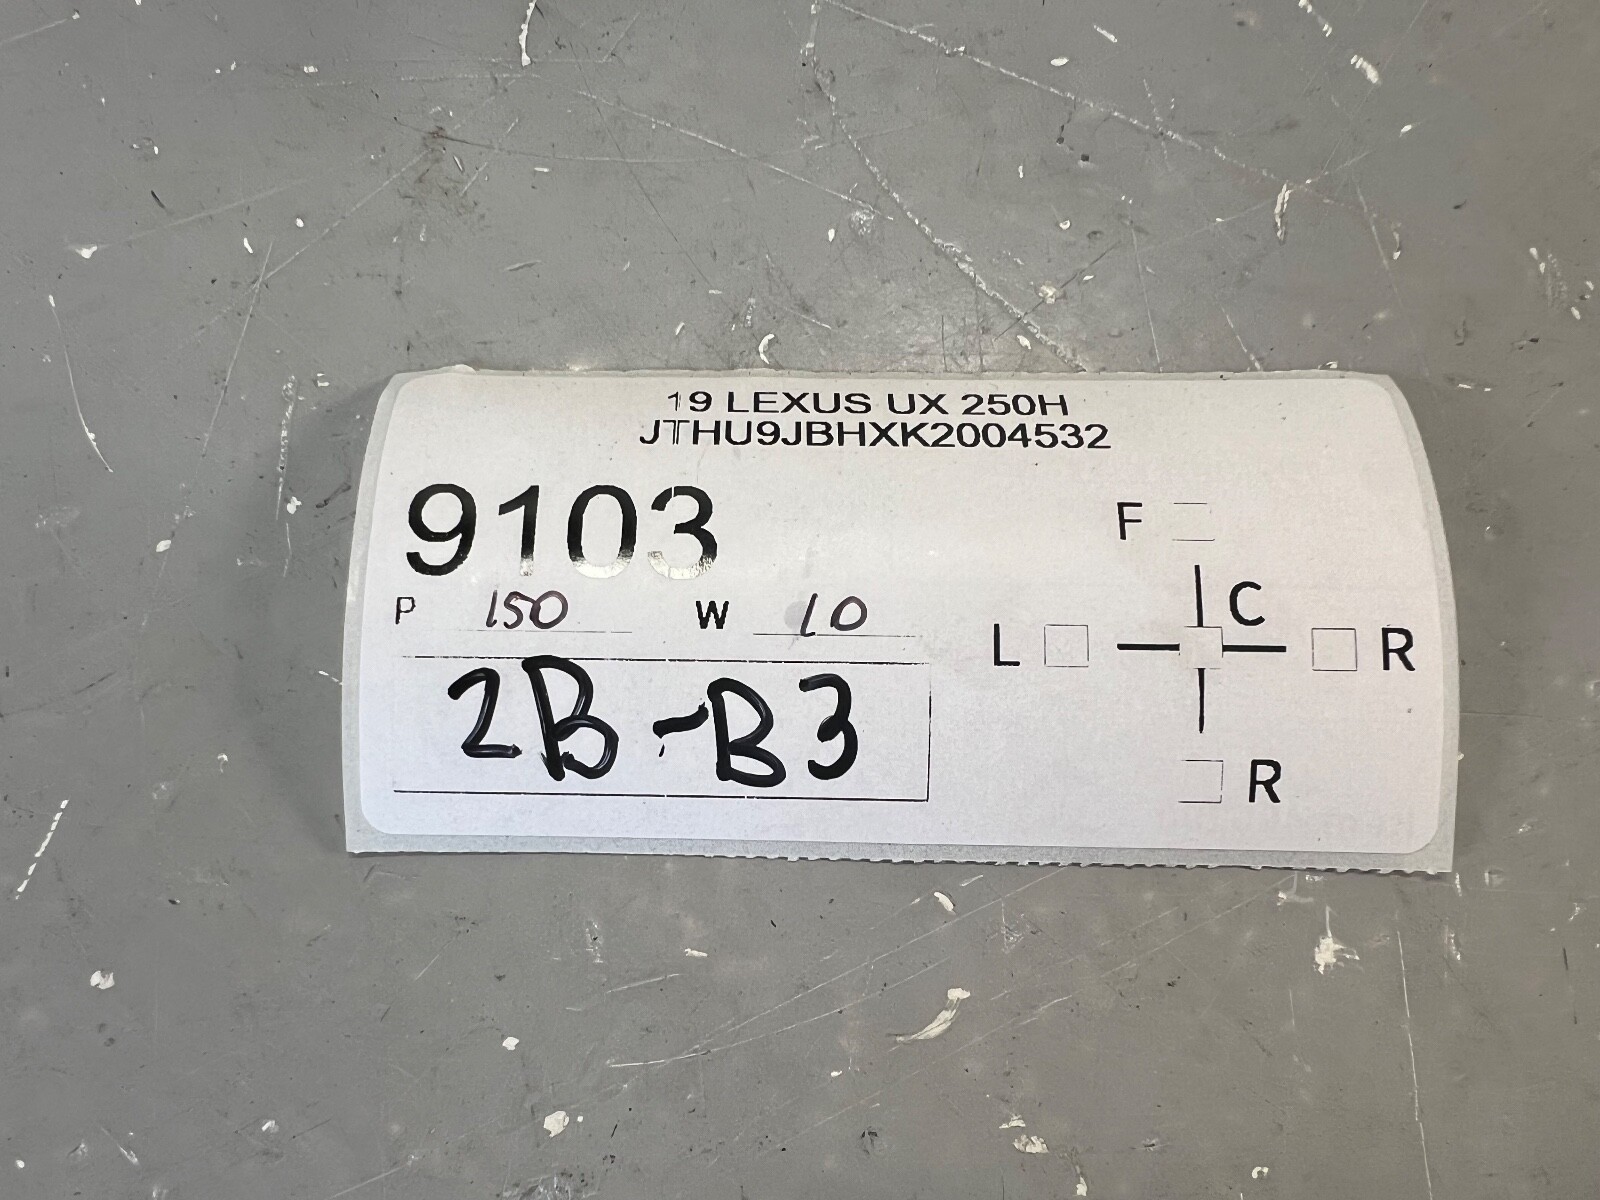 19 LEXUS UX 250H
JTHU9JBHXK2004532
9103
P 150 W 10
2B-B3
F
C
L R
R